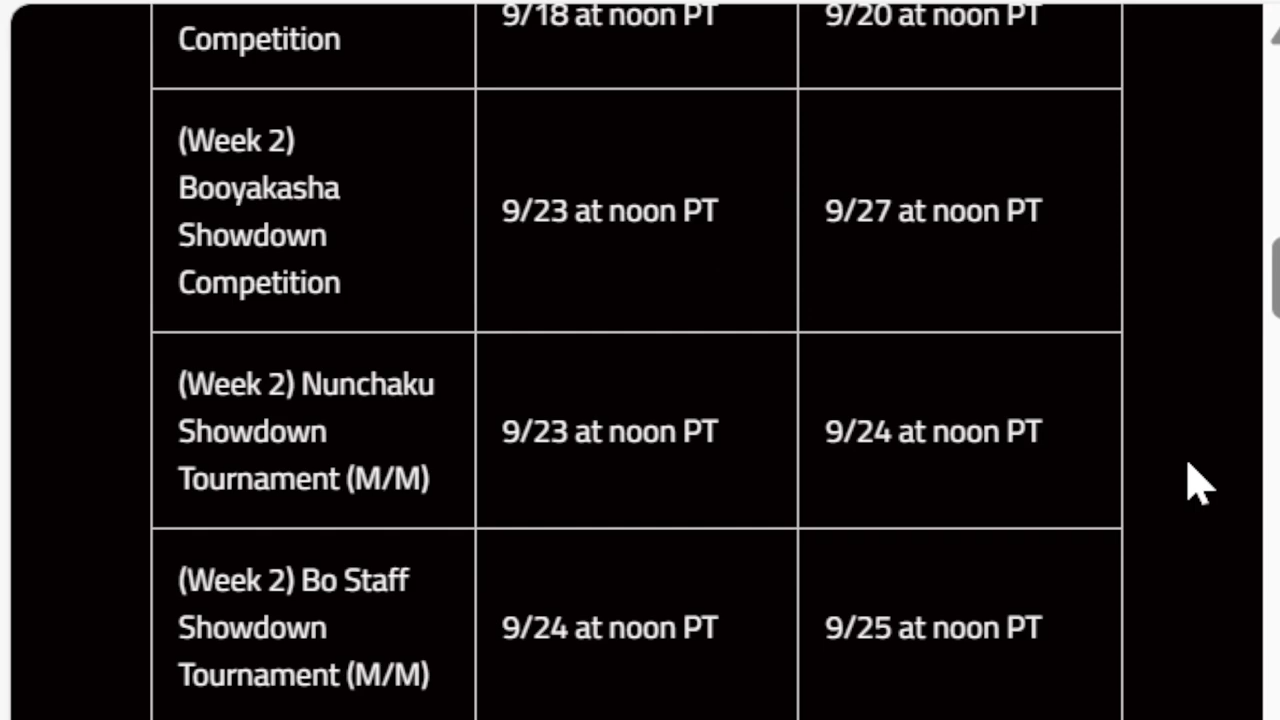 9/18 at noon PT
9/20 at noon PT
Competition
(Week 2)
Booyakasha
Showdown
Competition
9/23 at noon PT
9/27 at noon PT
(Week 2) Nunchaku
Showdown
Tournament (M/M)
9/23 at noon PT
9/24 at noon PT
(Week 2) Bo Staff
Showdown
Tournament (M/M)
9/24 at noon PT
9/25 at noon PT